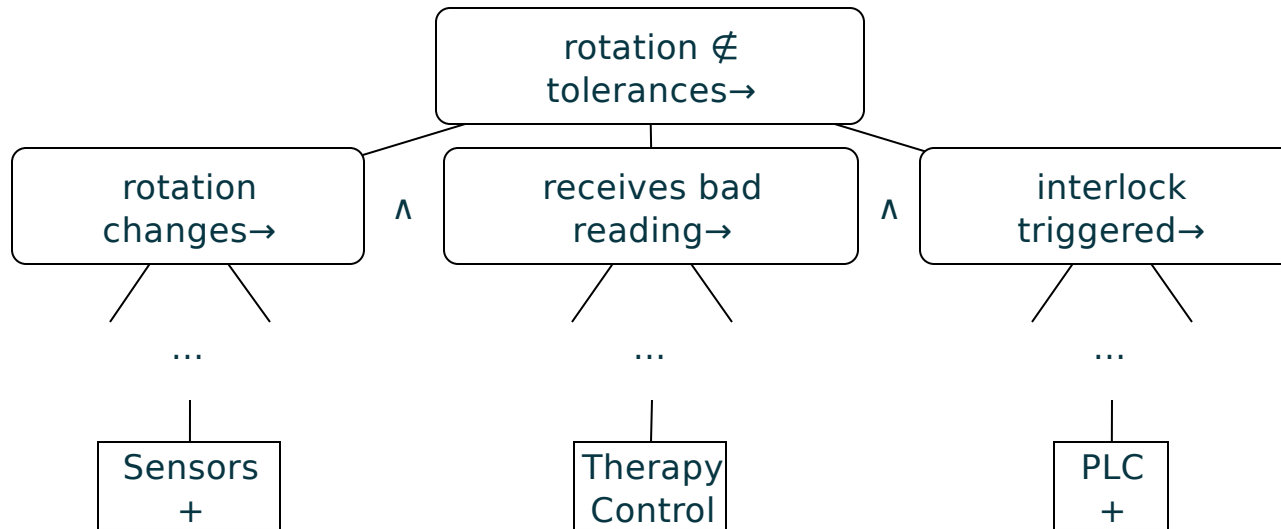 rotation ∉
tolerances→
rotation
changes→
∧
receives bad
reading→
∧
interlock
triggered→
...
...
...
Sensors
+
Therapy
Control
PLC
+